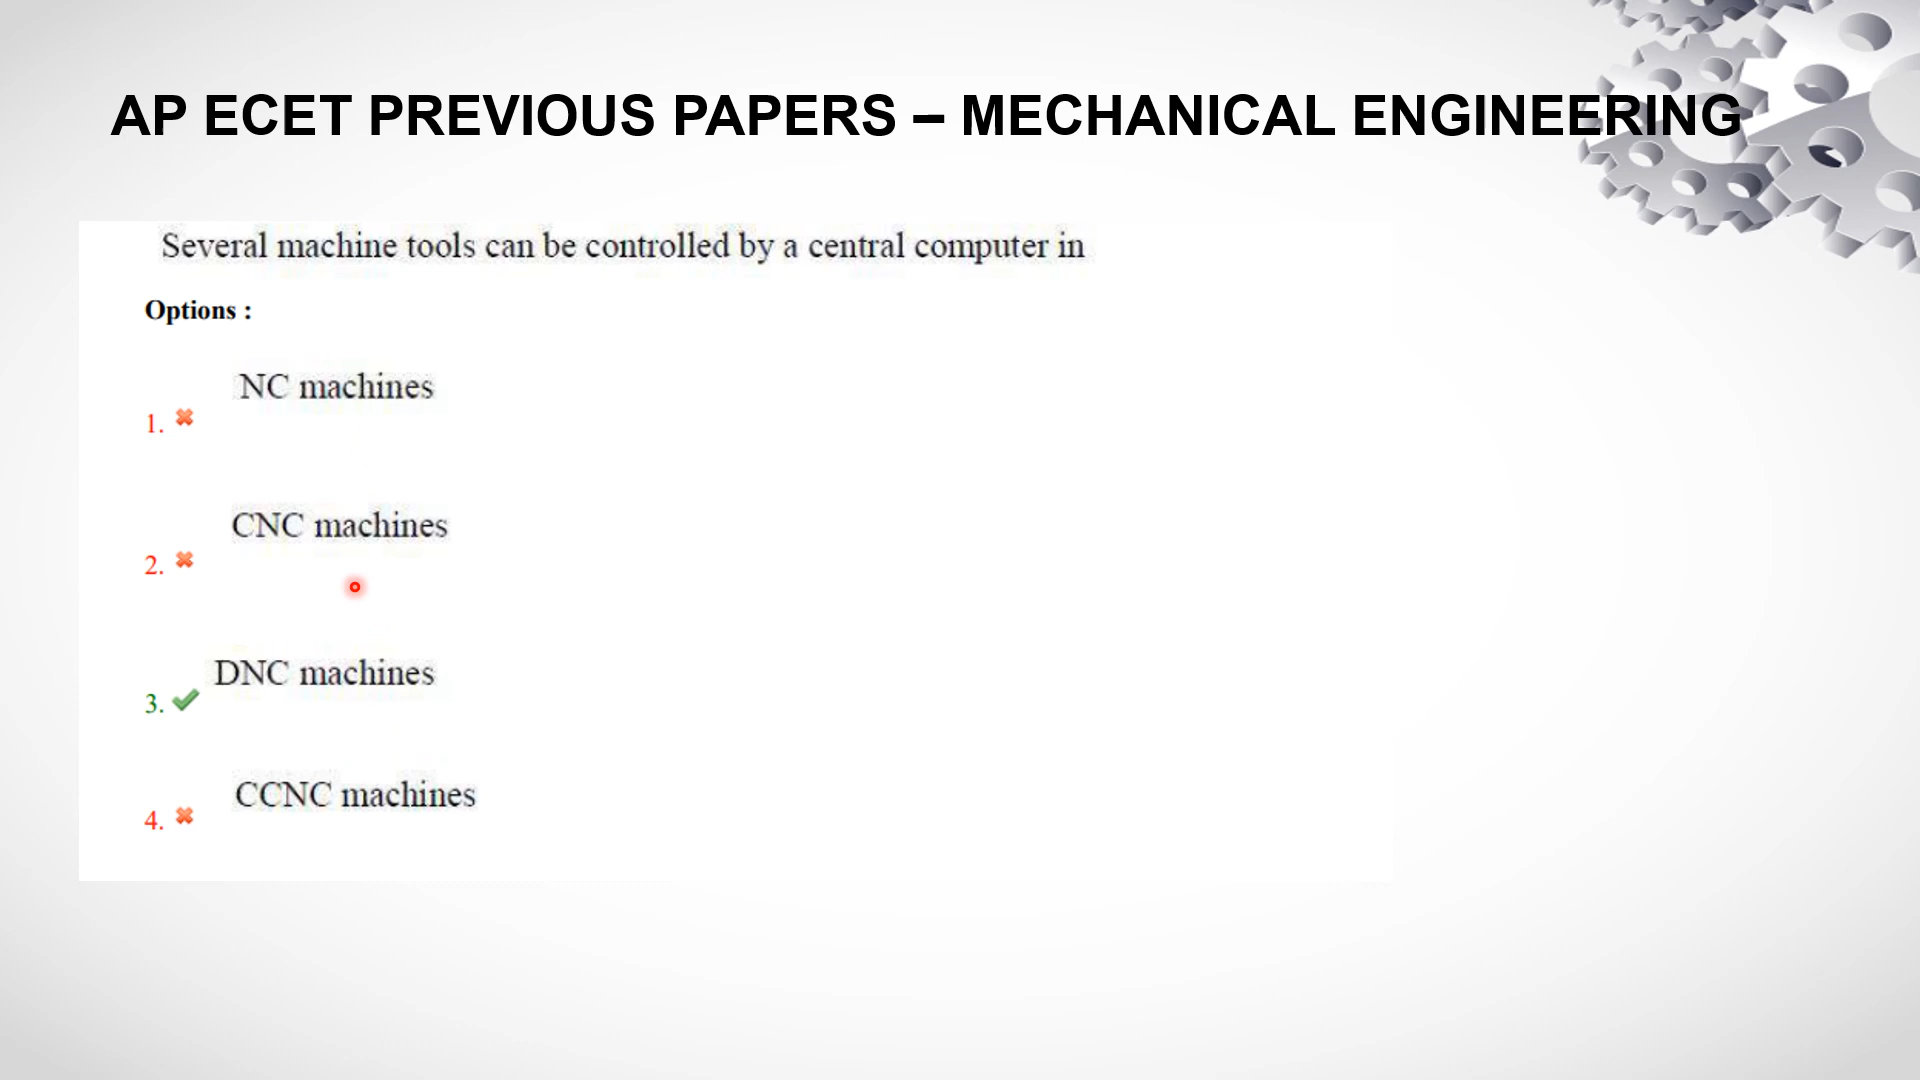 AP ECET PREVIOUS PAPERS – MECHANICAL ENGINEERING
Several machine tools can be controlled by a central computer in
Options :
NC machines
1.
CNC machines
2.
DNC machines
3.
CCNC machines
4.